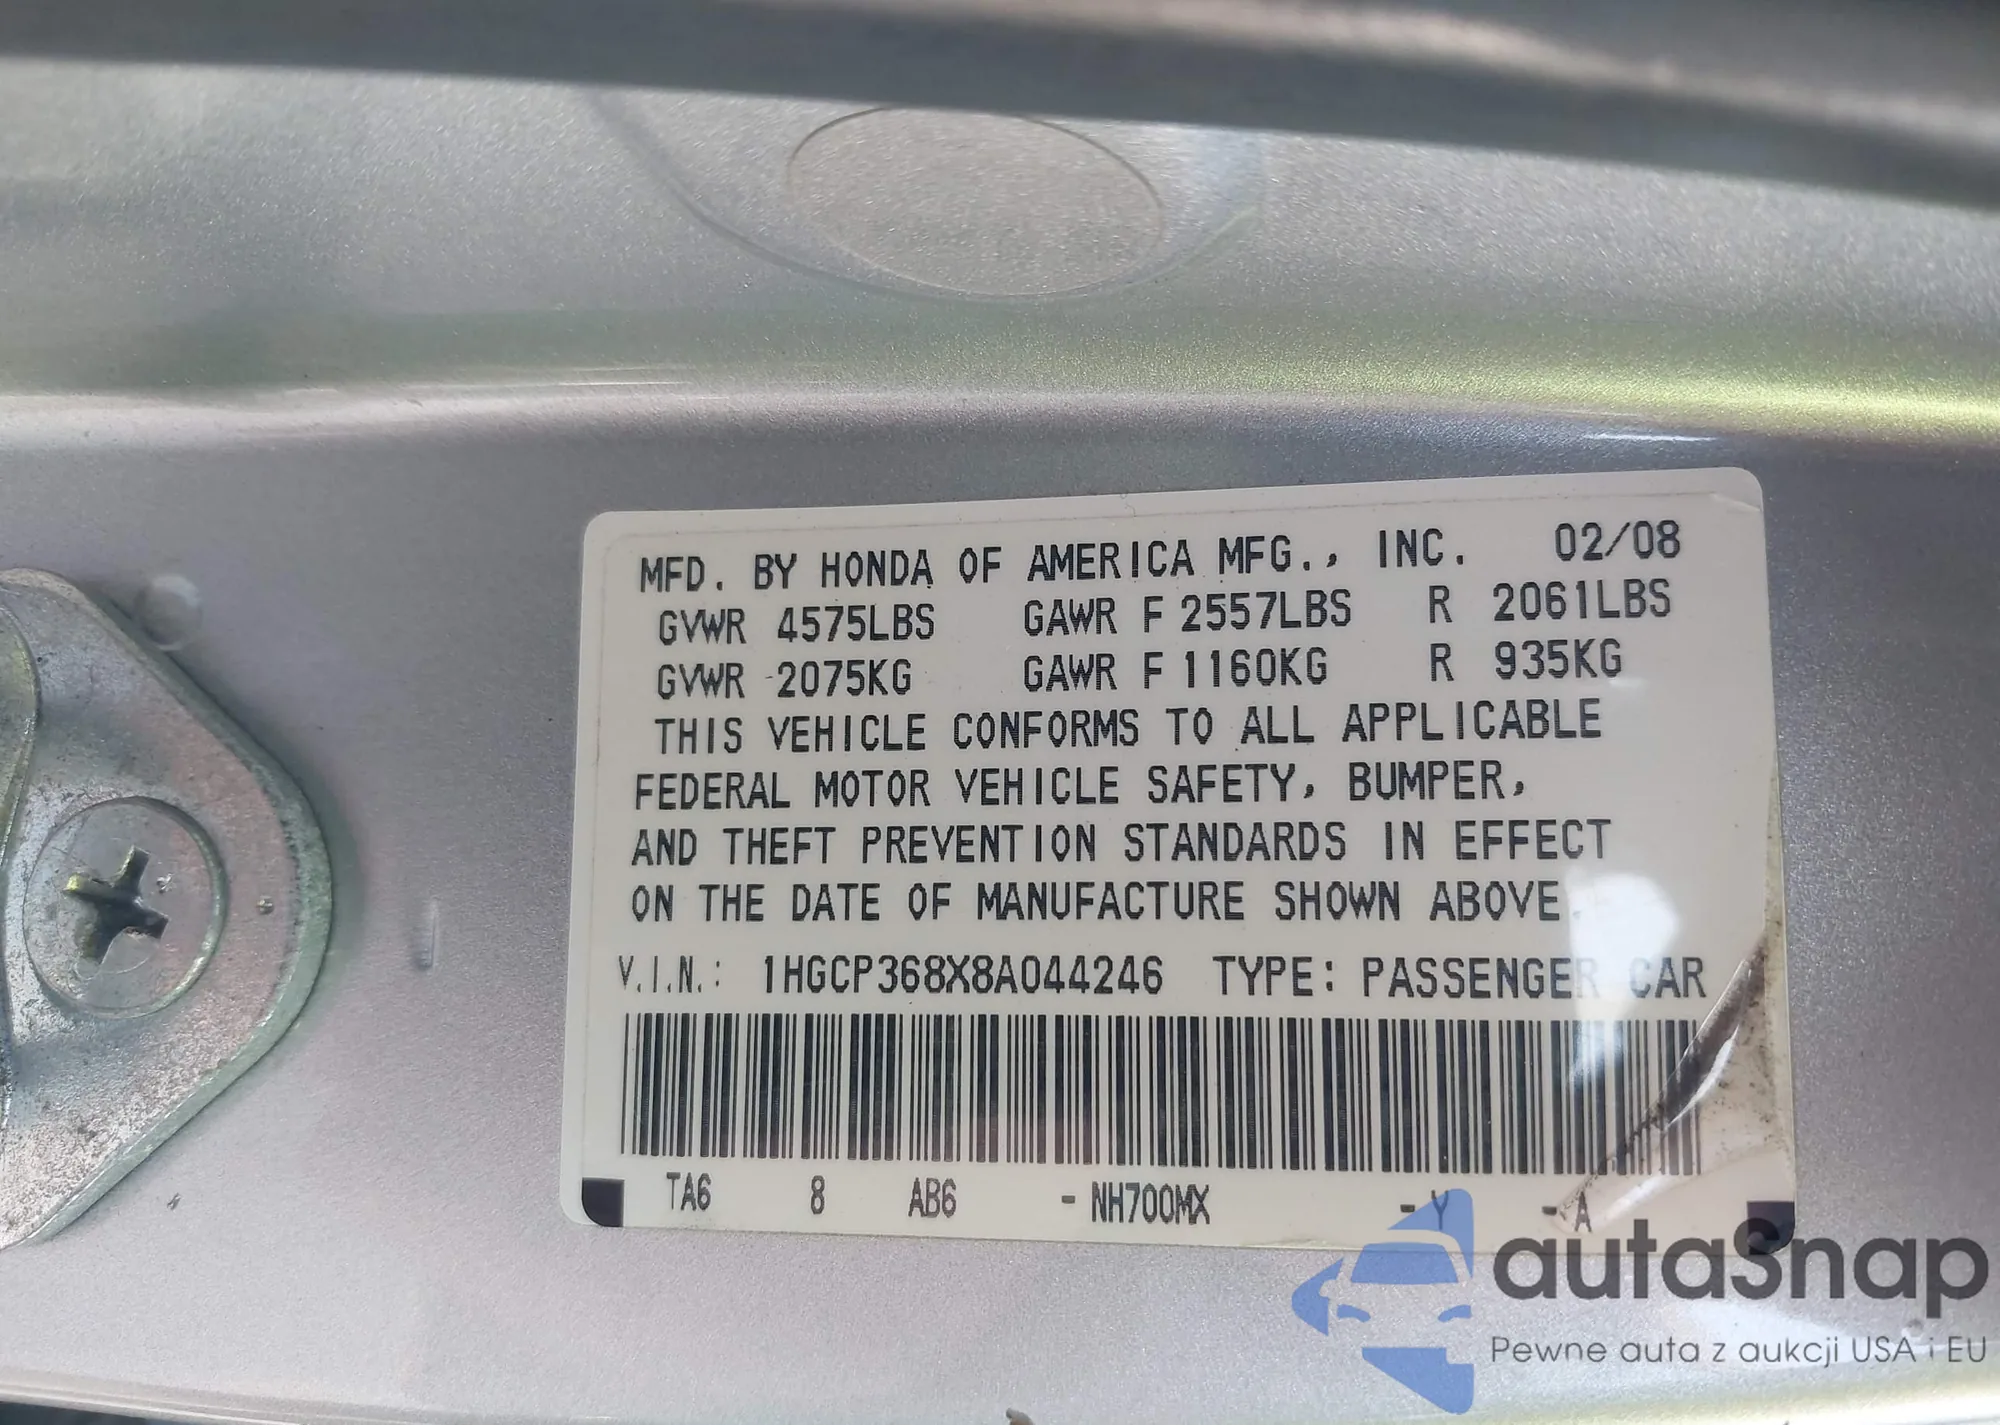 MFD. BY HONDA OF AMERICA MFG., INC. 02/08
GVWR 4575LBS GAWR F 2557LBS R 2061LBS
GVWR 2075KG GAWR F 1160KG R 935KG
THIS VEHICLE CONFORMS TO ALL APPLICABLE
FEDERAL MOTOR VEHICLE SAFETY, BUMPER,
AND THEFT PREVENTION STANDARDS IN EFFECT
ON THE DATE OF MANUFACTURE SHOWN ABOVE
V.I.N.: 1HGCP368X8A044246 TYPE: PASSENGER CAR
TA6 8 AB6 - NH700MX - Y - A
autaSnap
Pewne auta z aukcji USA i EU